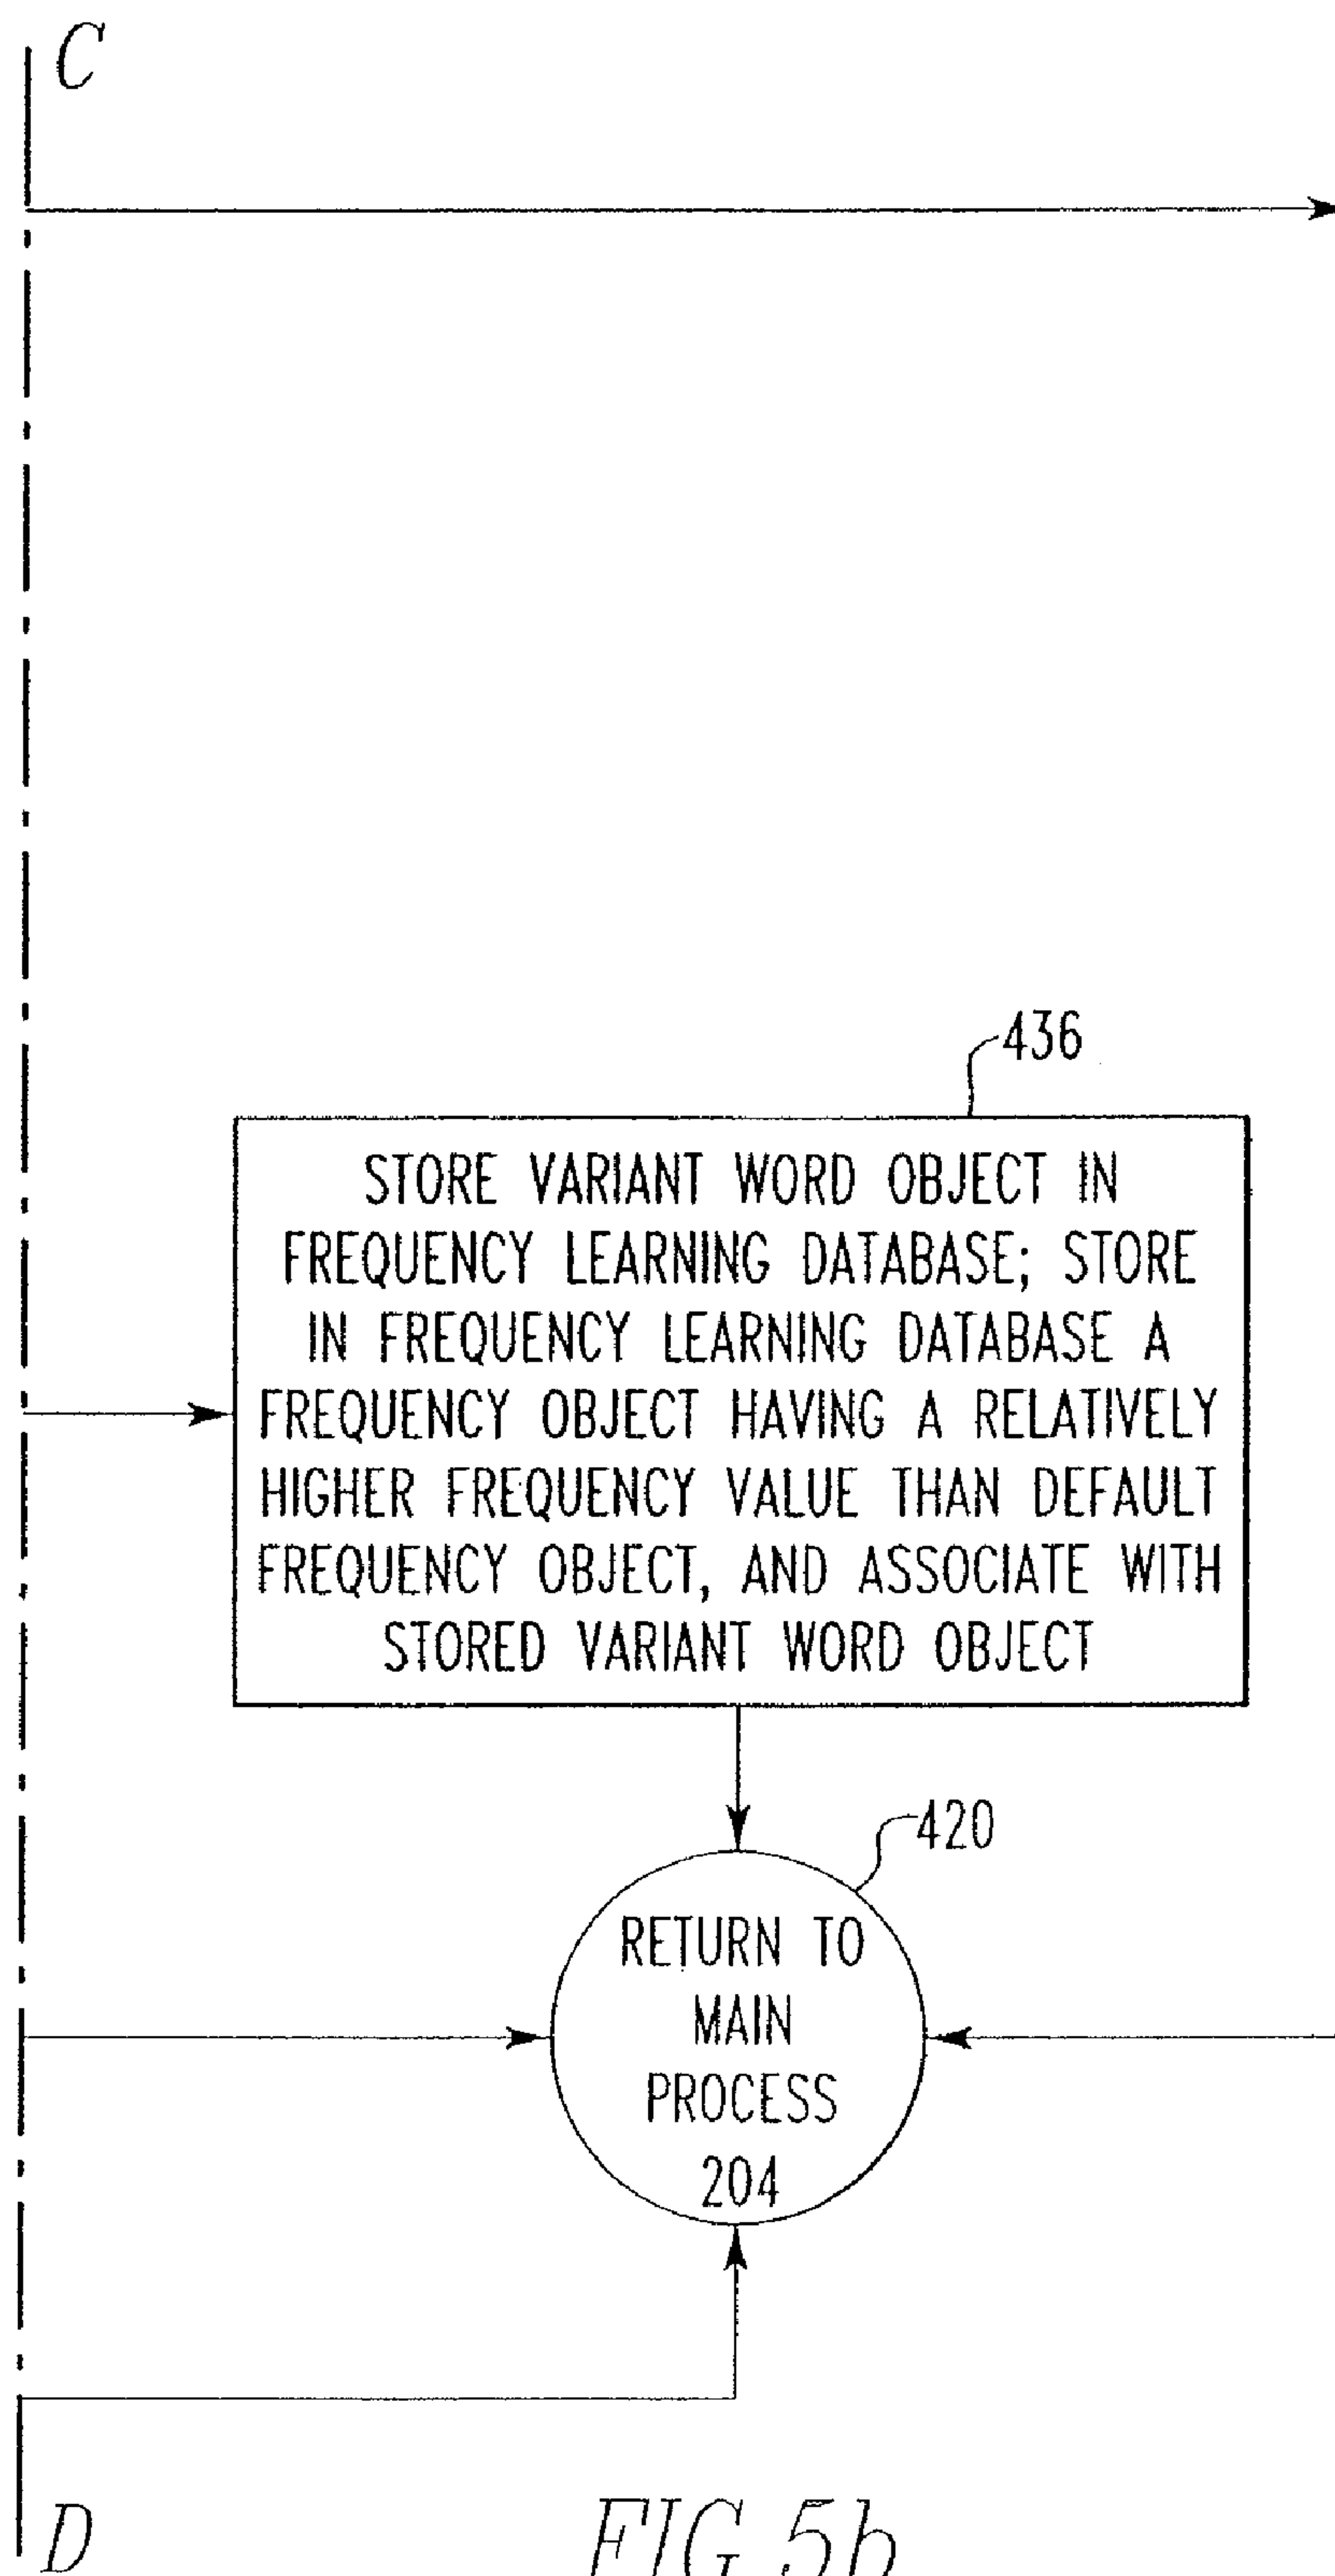 C
436
STORE VARIANT WORD OBJECT IN
FREQUENCY LEARNING DATABASE; STORE
IN FREQUENCY LEARNING DATABASE A
FREQUENCY OBJECT HAVING A RELATIVELY
HIGHER FREQUENCY VALUE THAN DEFAULT
FREQUENCY OBJECT, AND ASSOCIATE WITH
STORED VARIANT WORD OBJECT
420
RETURN TO
MAIN
PROCESS
204
D
FIG. 5b